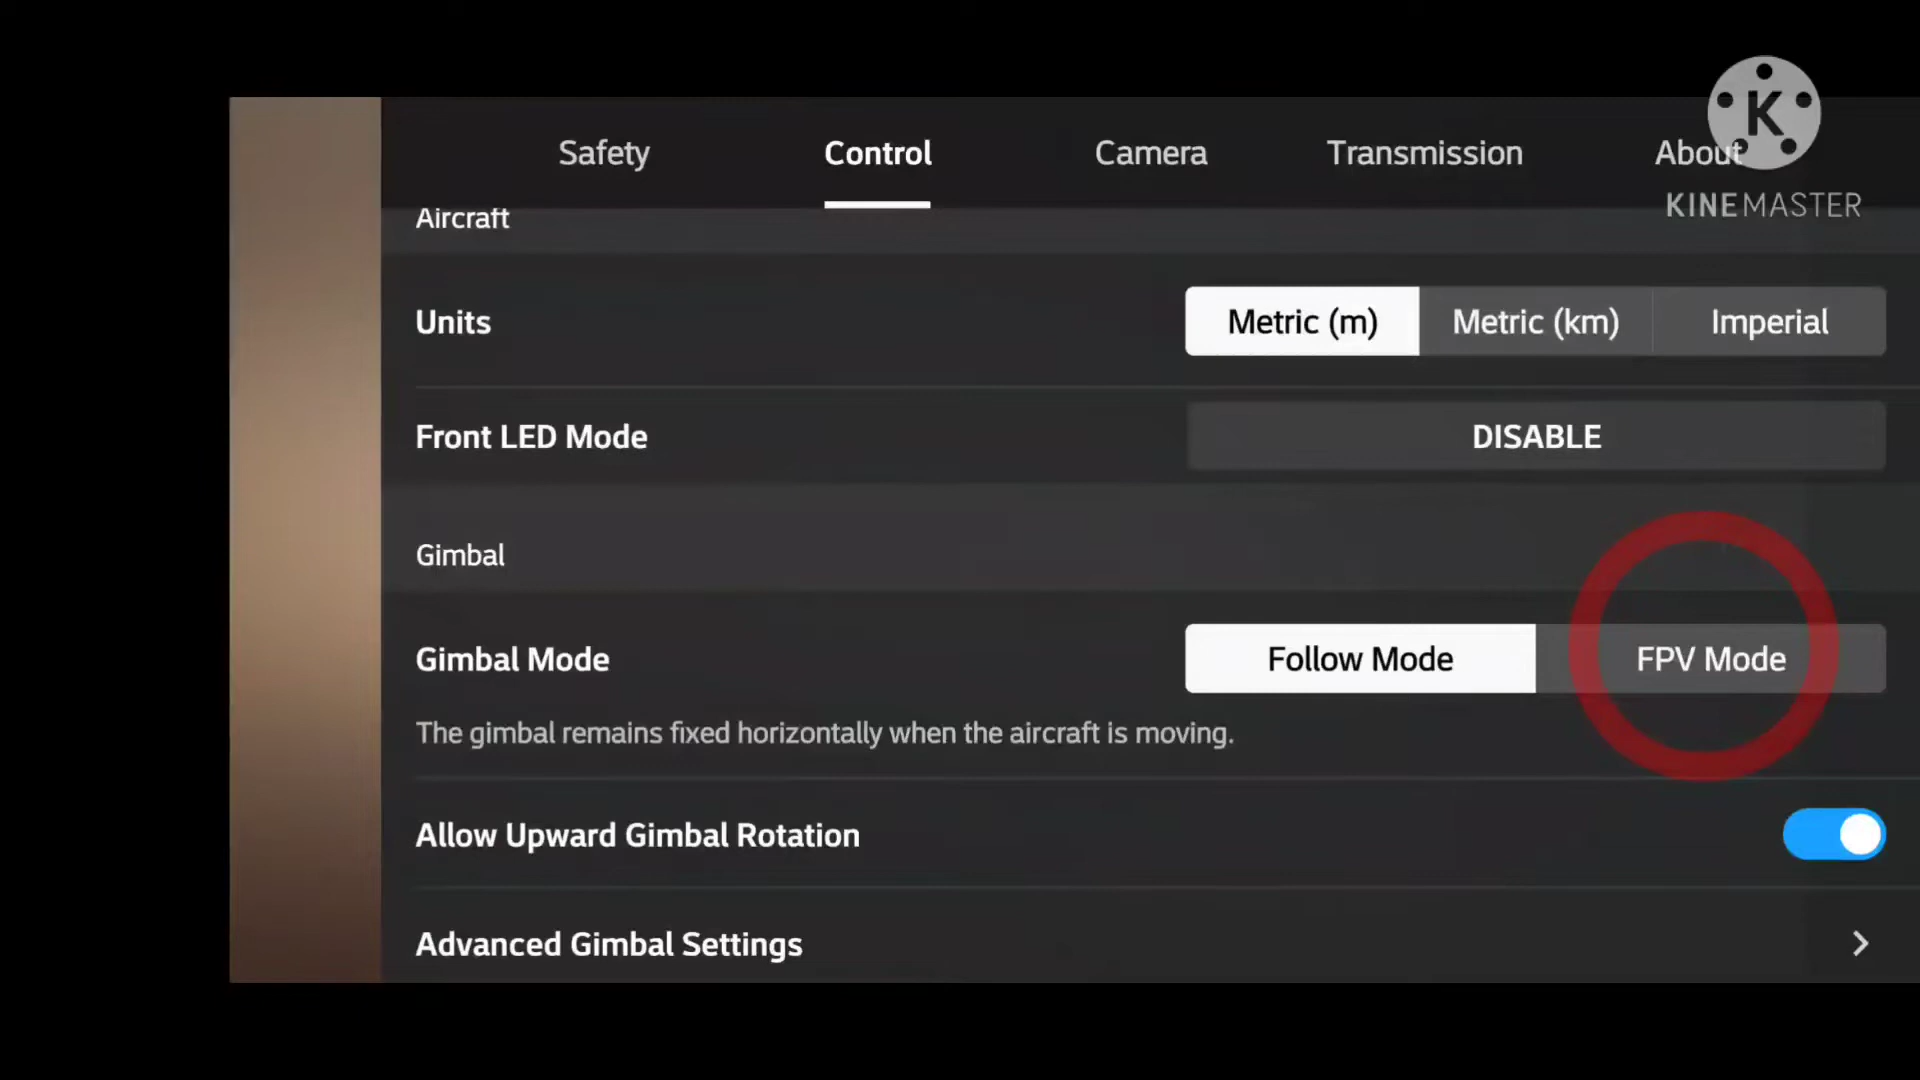 Safety Control Camera Transmission About
K
KINEMASTER
Aircraft
Units Metric (m) Metric (km) Imperial
Front LED Mode DISABLE
Gimbal
Gimbal Mode Follow Mode FPV Mode
The gimbal remains fixed horizontally when the aircraft is moving.
Allow Upward Gimbal Rotation
Advanced Gimbal Settings